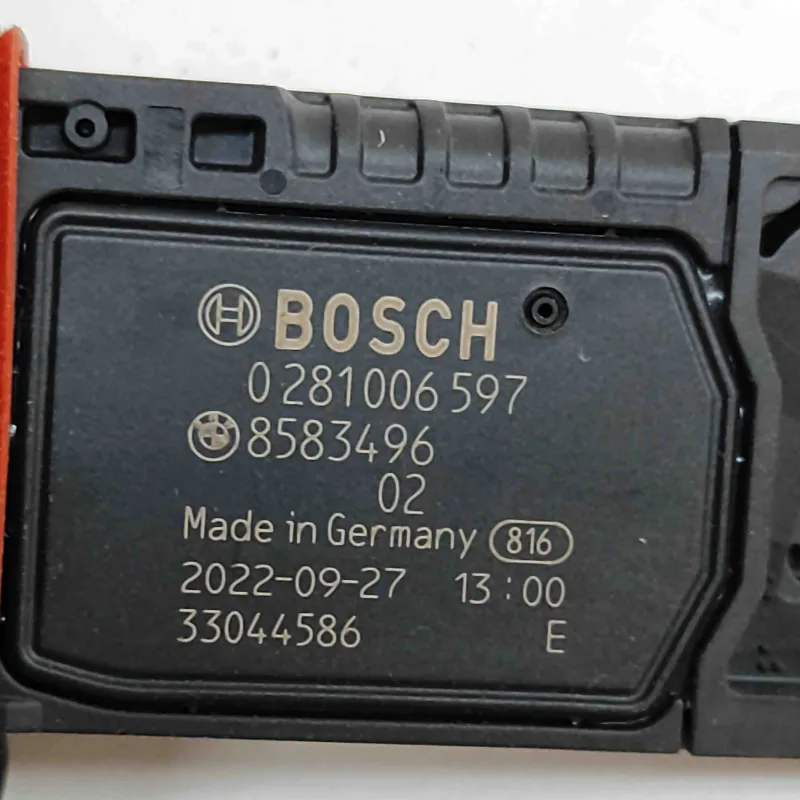 BOSCH
0 281 006 597
8583496
02
Made in Germany 816
2022-09-27 13:00
33044586 E